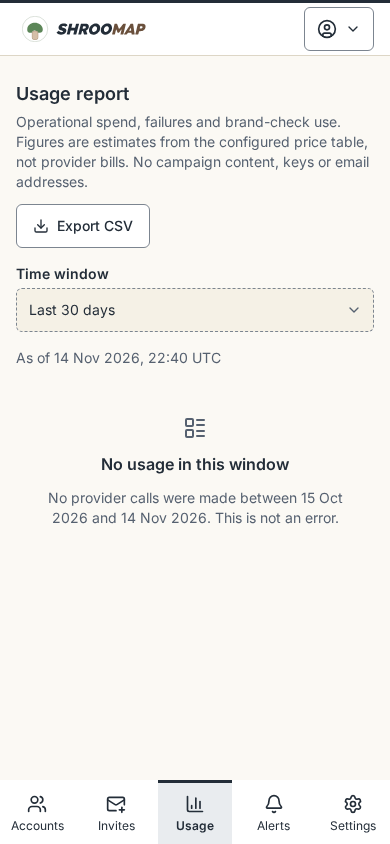 SHROOMAP
Usage report
Operational spend, failures and brand-check use.
Figures are estimates from the configured price table,
not provider bills. No campaign content, keys or email
addresses.
Export CSV
Time window
Last 30 days
As of 14 Nov 2026, 22:40 UTC
No usage in this window
No provider calls were made between 15 Oct
2026 and 14 Nov 2026. This is not an error.
Accounts
Invites
Usage
Alerts
Settings